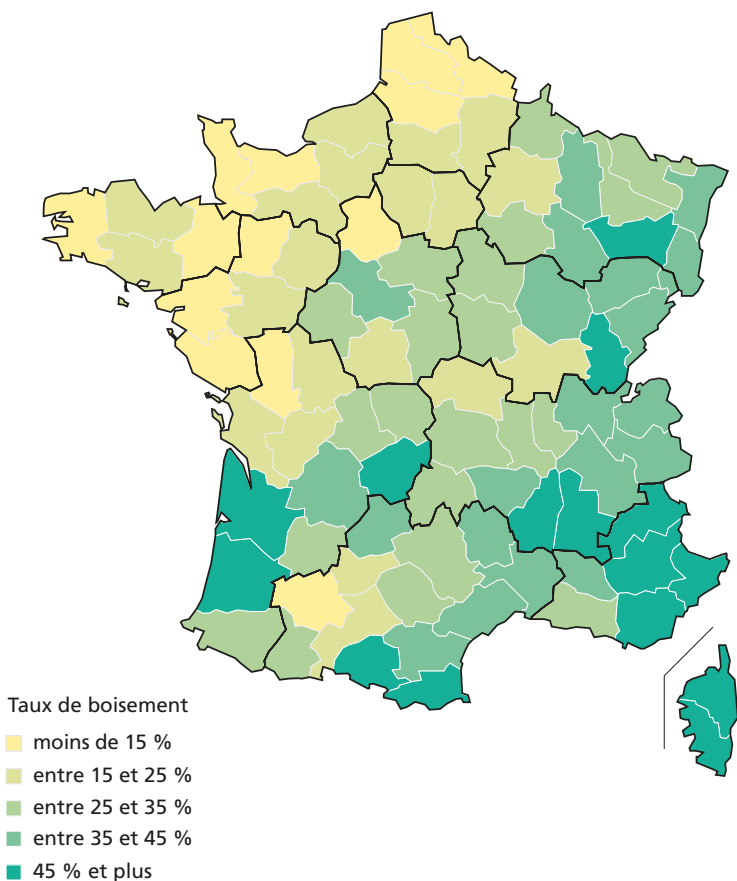 Taux de boisement
moins de 15 %
entre 15 et 25 %
entre 25 et 35 %
entre 35 et 45 %
45 % et plus